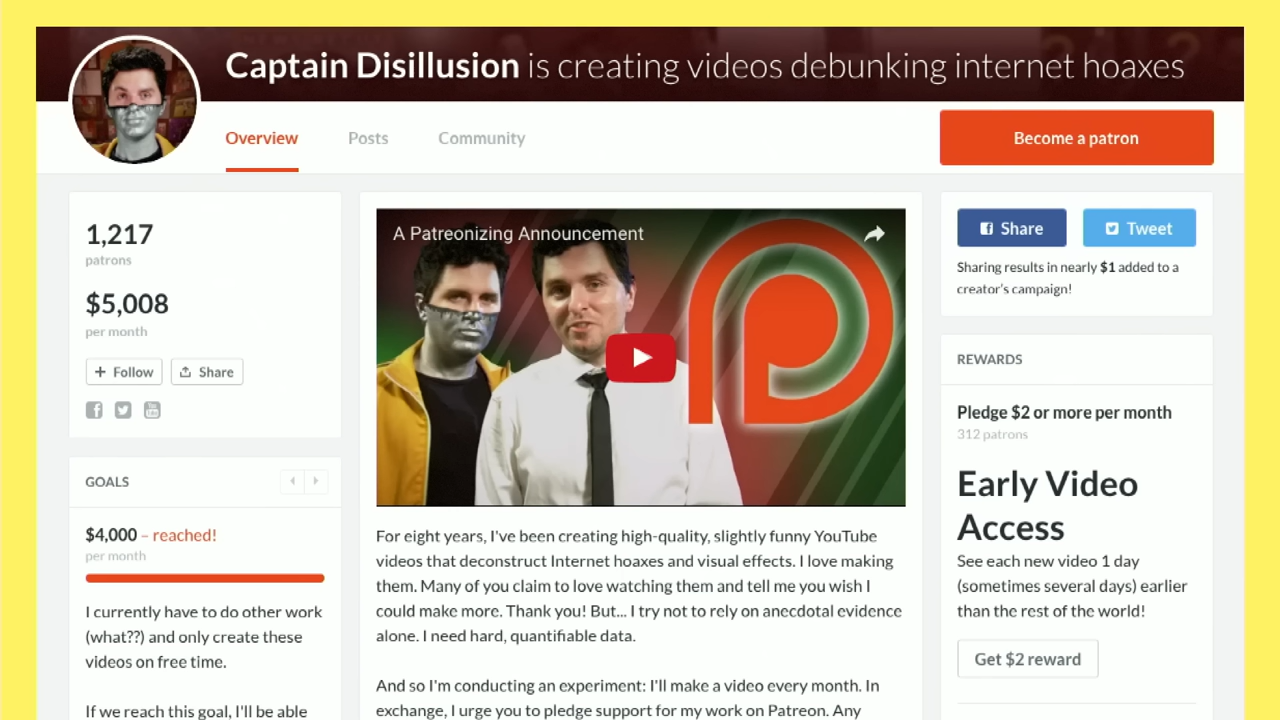 Captain Disillusion is creating videos debunking internet hoaxes
Overview
Posts
Community
Become a patron
1,217
patrons
$5,008
per month
+ Follow
Share
GOALS
$4,000 – reached!
per month
I currently have to do other work
(what??) and only create these
videos on free time.
If we reach this goal, I'll be able
A Patreonizing Announcement
For eight years, I've been creating high-quality, slightly funny YouTube
videos that deconstruct Internet hoaxes and visual effects. I love making
them. Many of you claim to love watching them and tell me you wish I
could make more. Thank you! But... I try not to rely on anecdotal evidence
alone. I need hard, quantifiable data.
And so I'm conducting an experiment: I'll make a video every month. In
exchange, I urge you to pledge support for my work on Patreon. Any
Share
Tweet
Sharing results in nearly $1 added to a
creator's campaign!
REWARDS
Pledge $2 or more per month
312 patrons
Early Video
Access
See each new video 1 day
(sometimes several days) earlier
than the rest of the world!
Get $2 reward